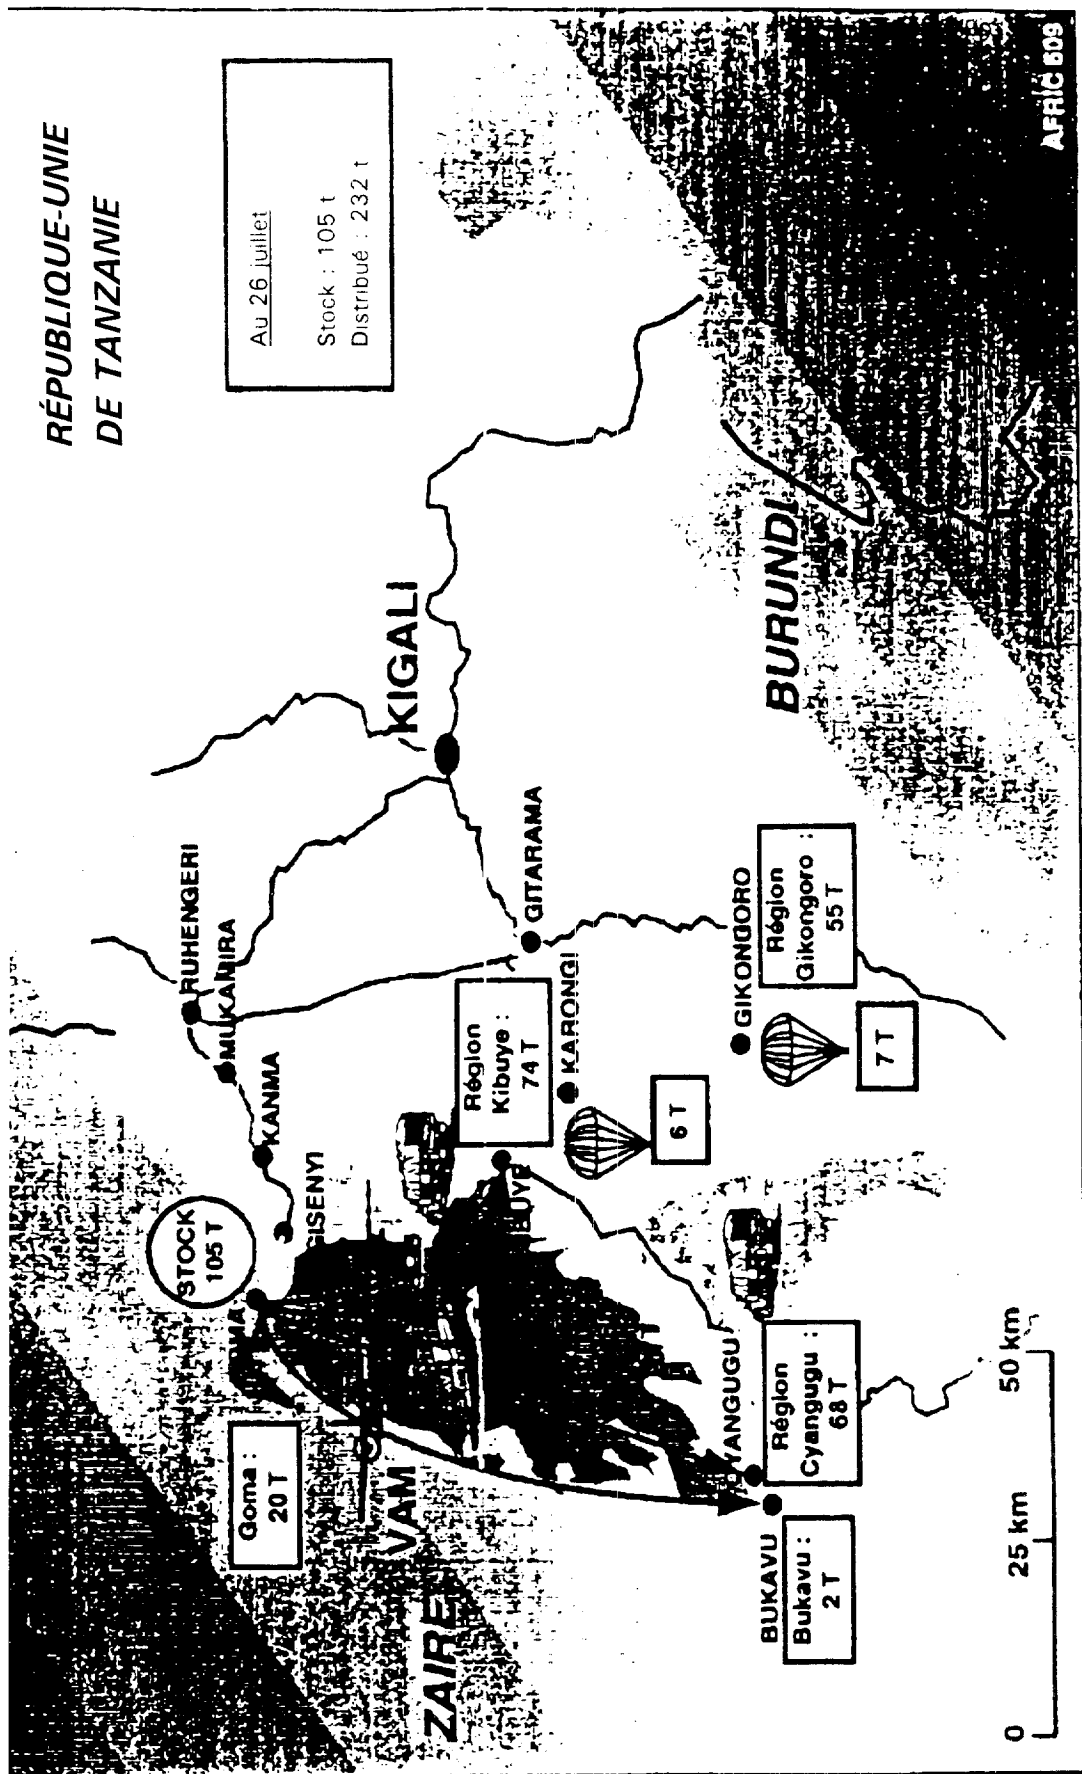 RÉPUBLIQUE-UNIE
DE TANZANIE
Au 26 juillet
Stock : 105 t
Distribué : 232 t
RUHENGERI
MUKAMIRA
KANMA
GISENYI
STOCK
105 T
Goma :
20 T
VAM
ZAIRE
KIGALI
GITARAMA
Région
Kibuye :
74 T
KARONGI
6 T
GIKONGORO
Région
Gikongoro :
55 T
7 T
BURUNDI
YANGUGU
Région
Cyangugu :
68 T
BUKAVU
Bukavu :
2 T
0
25 km
50 km